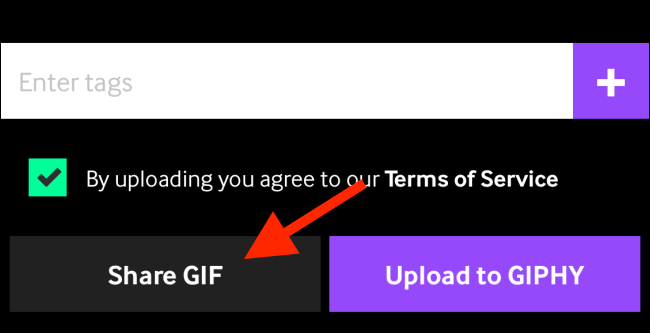 Enter tags
By uploading you agree to our Terms of Service
Share GIF
Upload to GIPHY